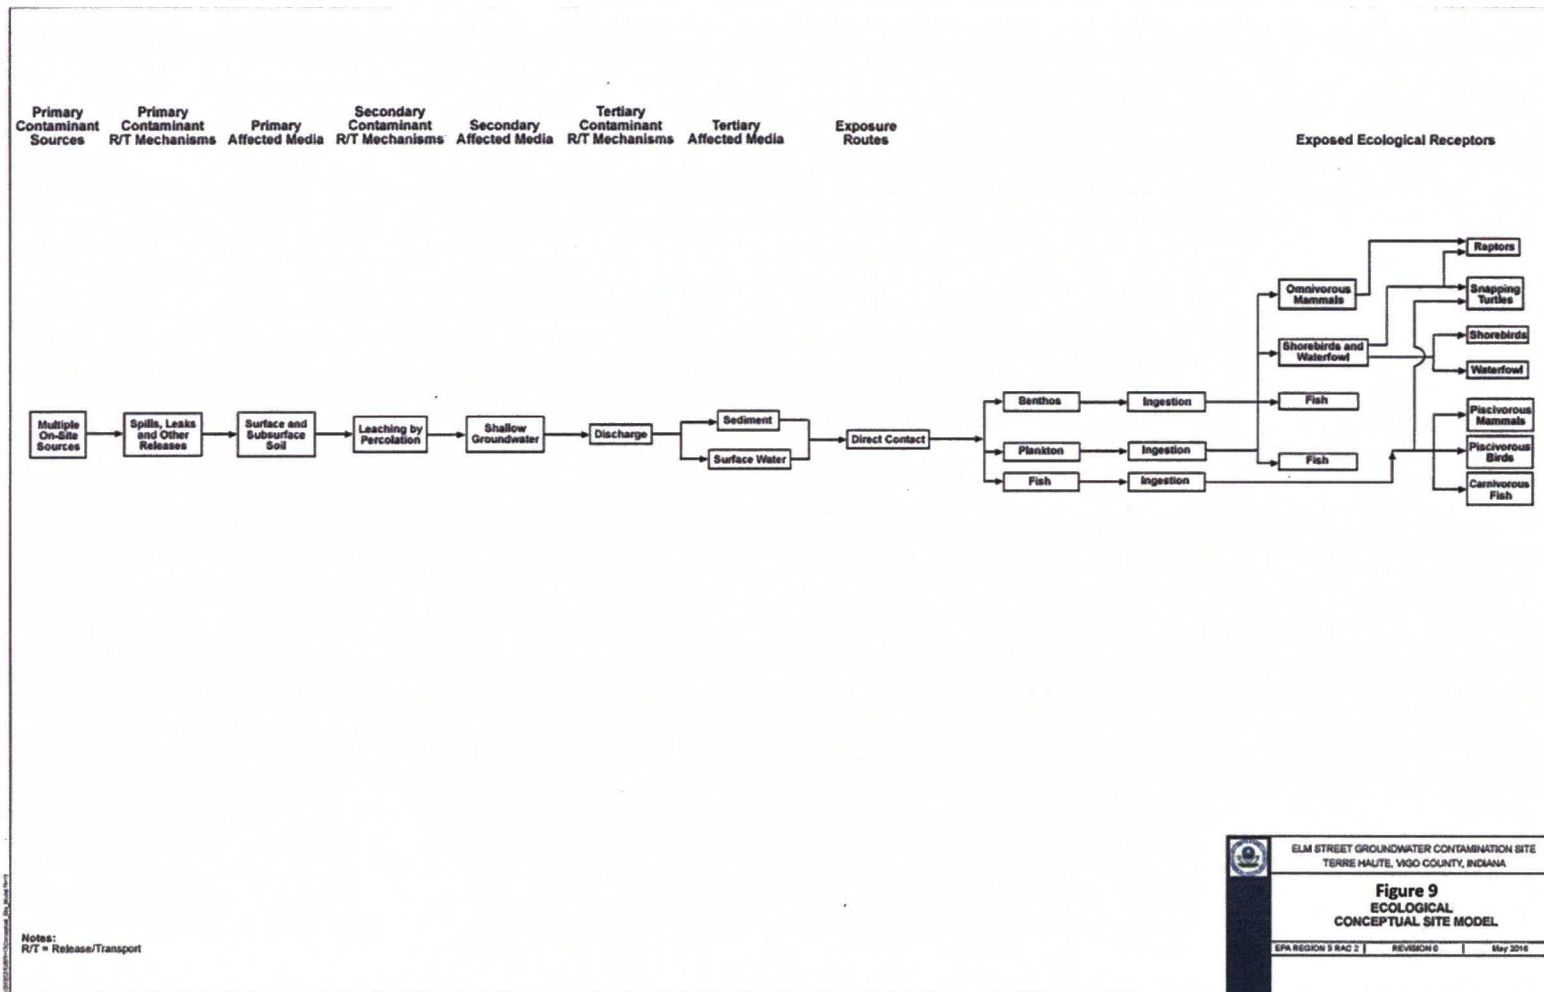 Primary
Contaminant
Sources
Primary
Contaminant
R/T Mechanisms
Primary
Affected Media
Secondary
Contaminant
R/T Mechanisms
Secondary
Affected Media
Tertiary
Contaminant
R/T Mechanisms
Tertiary
Affected Media
Exposure
Routes
Exposed Ecological Receptors
Multiple
On-Site
Sources
Spills, Leaks
and Other
Releases
Surface and
Subsurface
Soil
Leaching by
Percolation
Shallow
Groundwater
Discharge
Sediment
Surface Water
Direct Contact
Benthos
Plankton
Fish
Ingestion
Ingestion
Ingestion
Omnivorous
Mammals
Shorebirds and
Waterfowl
Fish
Fish
Raptors
Snapping
Turtles
Shorebirds
Waterfowl
Piscivorous
Mammals
Piscivorous
Birds
Carnivorous
Fish
Notes:
R/T = Release/Transport
ELM STREET GROUNDWATER CONTAMINATION SITE
TERRE HAUTE, VIGO COUNTY, INDIANA
Figure 9
ECOLOGICAL
CONCEPTUAL SITE MODEL
EPA REGION 5 RAC 2
REVISION 0
May 2016